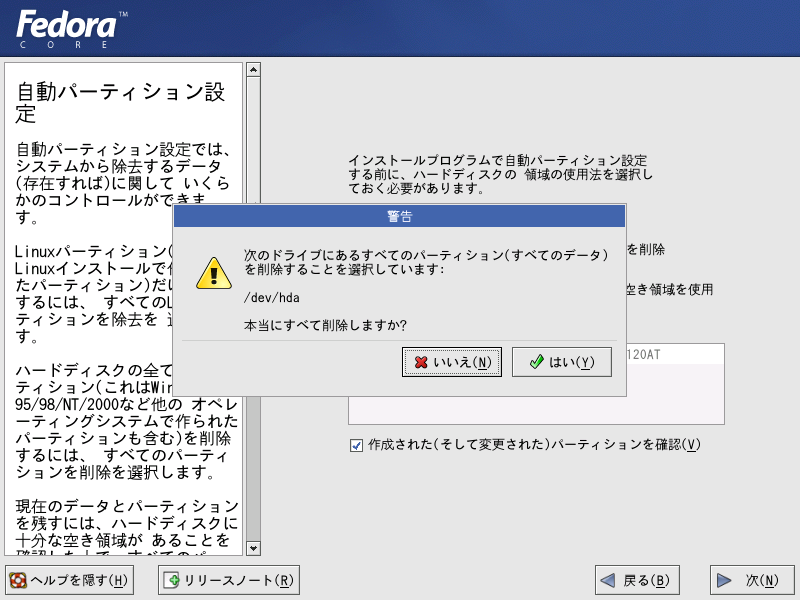 Fedora™
CORE
自動パーティション設
定
自動パーティション設定では、
システムから除去するデータ
(存在すれば)に関して いくら
かのコントロールができま
す。
Linuxパーティション(
Linuxインストールで
たパーティション)だけ
するには、 すべてのL
ティションを除去を
す。
ハードディスクの全て
ティション(これはWin
95/98/NT/2000など他の オペレ
ーティングシステムで作られた
パーティションも含む)を削除
するには、 すべてのパーティ
ションを削除を選択します。
現在のデータとパーティション
を残すには、ハードディスクに
十分な空き領域が あることを
インストールプログラムで自動パーティション設定
する前に、ハードディスクの 領域の使用法を選択し
ておく必要があります。
を削除
空き領域を使用
120AT
警告
次のドライブにあるすべてのパーティション(すべてのデータ)
を削除することを選択しています:
/dev/hda
本当にすべて削除しますか?
いいえ(N)
はい(Y)
作成された(そして変更された)パーティションを確認(V)
ヘルプを隠す(H)
リリースノート(R)
戻る(B)
次(N)